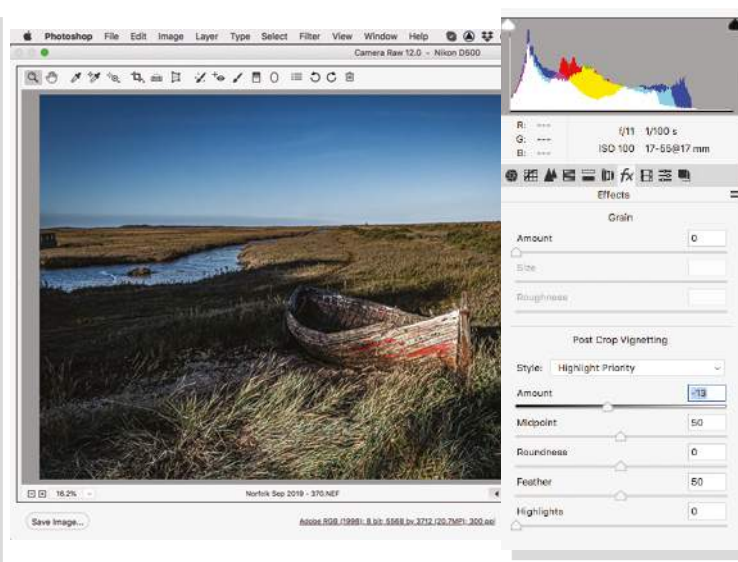 Photoshop File Edit Image Layer Type Select Filter View Window Help
Camera Raw 12.0 - Nikon D500
16.2%
Norfolk Sep 2019 - 370.NEF
Save Image...
Adobe RGB (1998); 8 bit; 5568 by 3712 (20.7MP); 300 ppi
R: ---
G: ---
B: ---
f/11 1/100 s
ISO 100 17-55@17 mm
fx
Effects
Grain
Amount 0
Size
Roughness
Post Crop Vignetting
Style: Highlight Priority
Amount -13
Midpoint 50
Roundness 0
Feather 50
Highlights 0